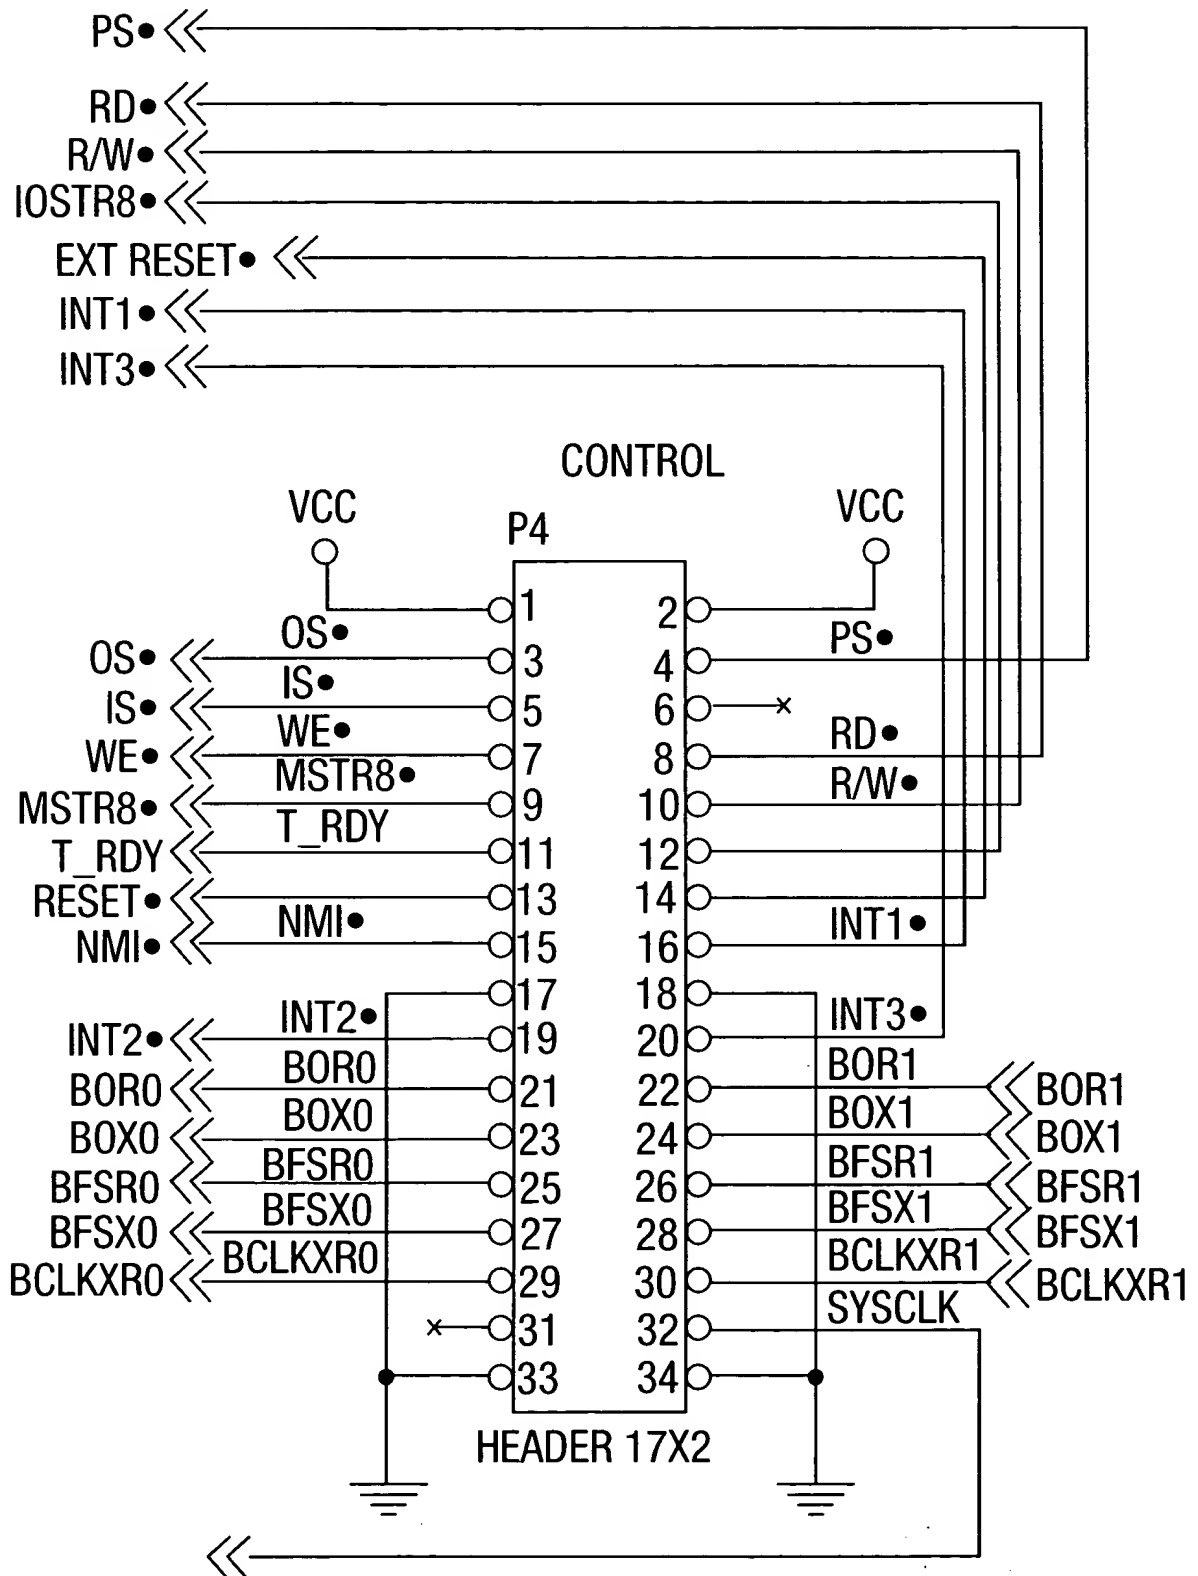 PS•
RD•
R/W•
IOSTR8•
EXT RESET•
INT1•
INT3•
CONTROL
VCC
P4
VCC
1 2
OS• OS• 3 4 PS•
IS• IS• 5 6
WE• WE• 7 8 RD•
MSTR8• MSTR8• 9 10 R/W•
T_RDY T_RDY 11 12
RESET• 13 14
NMI• NMI• 15 16 INT1•
17 18
INT2• INT2• 19 20 INT3•
BOR0 BOR0 21 22 BOR1 BOR1
BOX0 BOX0 23 24 BOX1 BOX1
BFSR0 BFSR0 25 26 BFSR1 BFSR1
BFSX0 BFSX0 27 28 BFSX1 BFSX1
BCLKXR0 BCLKXR0 29 30 BCLKXR1 BCLKXR1
31 32 SYSCLK
33 34
HEADER 17X2